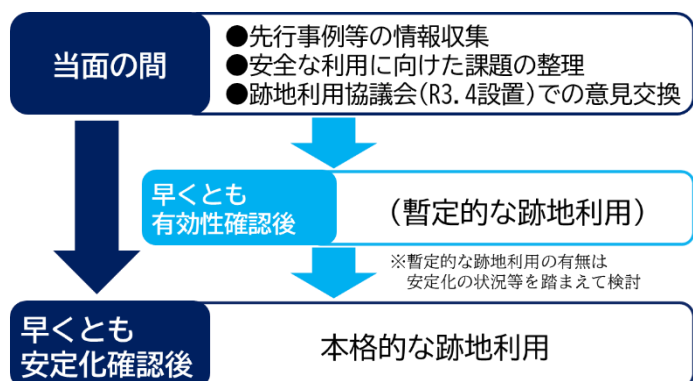 当面の間
●先行事例等の情報収集
●安全な利用に向けた課題の整理
●跡地利用協議会(R3.4設置)での意見交換
早くとも
有効性確認後
(暫定的な跡地利用)
※暫定的な跡地利用の有無は
安定化の状況等を踏まえて検討
早くとも
安定化確認後
本格的な跡地利用